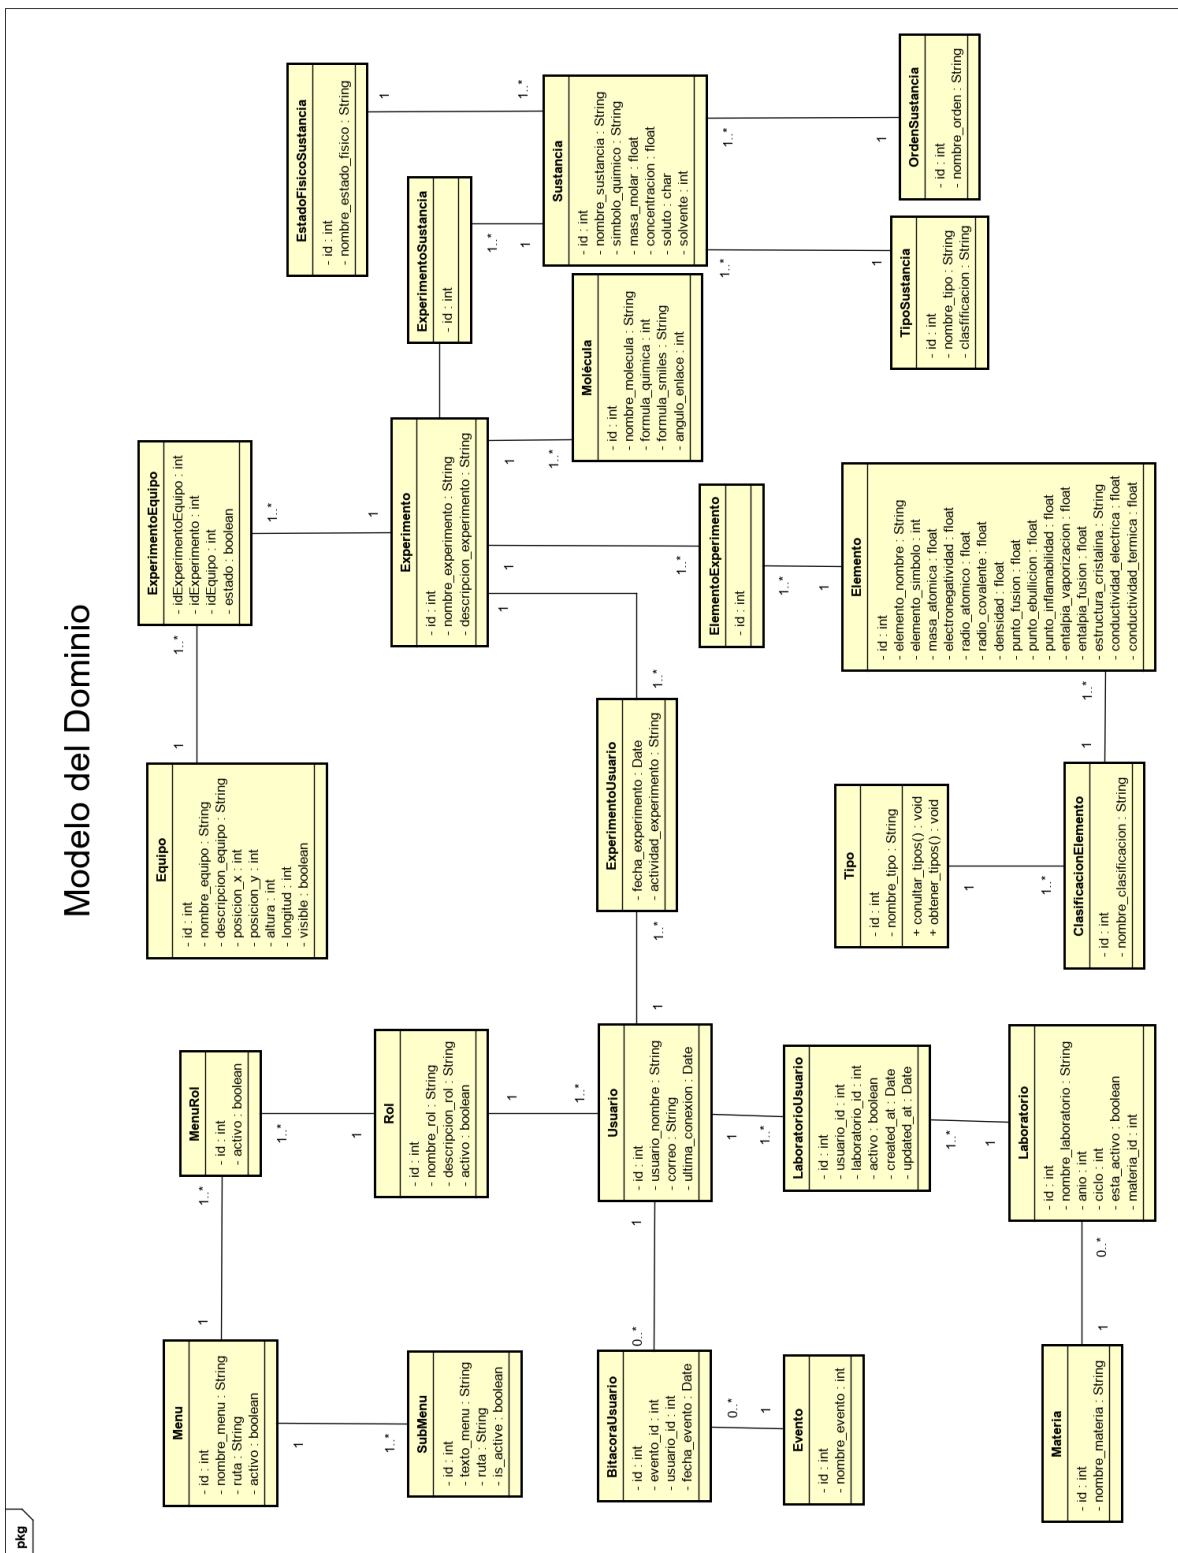 pkg
Modelo del Dominio
Menu
- id : int
- nombre_menu : String
- ruta : String
- activo : boolean
1
1..*
MenuRol
- id : int
- activo : boolean
1..*
1
Rol
- id : int
- nombre_rol : String
- descripcion_rol : String
- activo : boolean
1
1..*
1
1..*
SubMenu
- id : int
- texto_menu : String
- ruta : String
- is_active : boolean
Equipo
- id : int
- nombre_equipo : String
- descripcion_equipo : String
- posicion_x : int
- posicion_y : int
- altura : int
- longitud : int
- visible : boolean
1
1..*
ExperimentoEquipo
- idExperimentoEquipo : int
- idExperimento : int
- idEquipo : int
- estado : boolean
1..*
1
Experimento
- id : int
- nombre_experimento : String
- descripcion_experimento : String
1
1..*
1
1..*
1
1..*
EstadoFisicoSustancia
- id : int
- nombre_estado_fisico : String
1
1..*
ExperimentoSustancia
- id : int
1..*
1
Sustancia
- id : int
- nombre_sustancia : String
- simbolo_quimico : String
- masa_molar : float
- concentracion : float
- soluto : char
- solvente : int
1..*
1
1..*
1
Molécula
- id : int
- nombre_molecula : String
- formula_quimica : int
- formula_smiles : String
- angulo_enlace : int
TipoSustancia
- id : int
- nombre_tipo : String
- clasfificacion : String
OrdenSustancia
- id : int
- nombre_orden : String
BitacoraUsuario
- id : int
- evento_id : int
- usuario_id : int
- fecha_evento : Date
0..*
1
0..*
1
Evento
- id : int
- nombre_evento : int
Usuario
- id : int
- usuario_nombre : String
- correo : String
- ultima_conexion : Date
1
1..*
1
1..*
ExperimentoUsuario
- fecha_experimento : Date
- actividad_experimento : String
LaboratorioUsuario
- id : int
- usuario_id : int
- laboratorio_id : int
- activo : boolean
- created_at : Date
- updated_at : Date
1..*
1
Laboratorio
- id : int
- nombre_laboratorio : String
- anio : int
- ciclo : int
- esta_activo : boolean
- materia_id : int
0..*
1
Materia
- id : int
- nombre_materia : String
ElementoExperimento
- id : int
1..*
1
Elemento
- id : int
- elemento_nombre : String
- elemento_simbolo : int
- masa_atomica : float
- electronegatividad : float
- radio_atomico : float
- radio_covalente : float
- densidad : float
- punto_fusion : float
- punto_ebullicion : float
- punto_inflamabilidad : float
- entalpia_vaporizacion : float
- entalpia_fusion : float
- estructura_cristalina : String
- conductividad_electrica : float
- conductividad_termica : float
1..*
1
Tipo
- id : int
- nombre_tipo : String
+ conultar_tipos() : void
+ obtener_tipos() : void
1
1..*
ClasificacionElemento
- id : int
- nombre_clasificacion : String